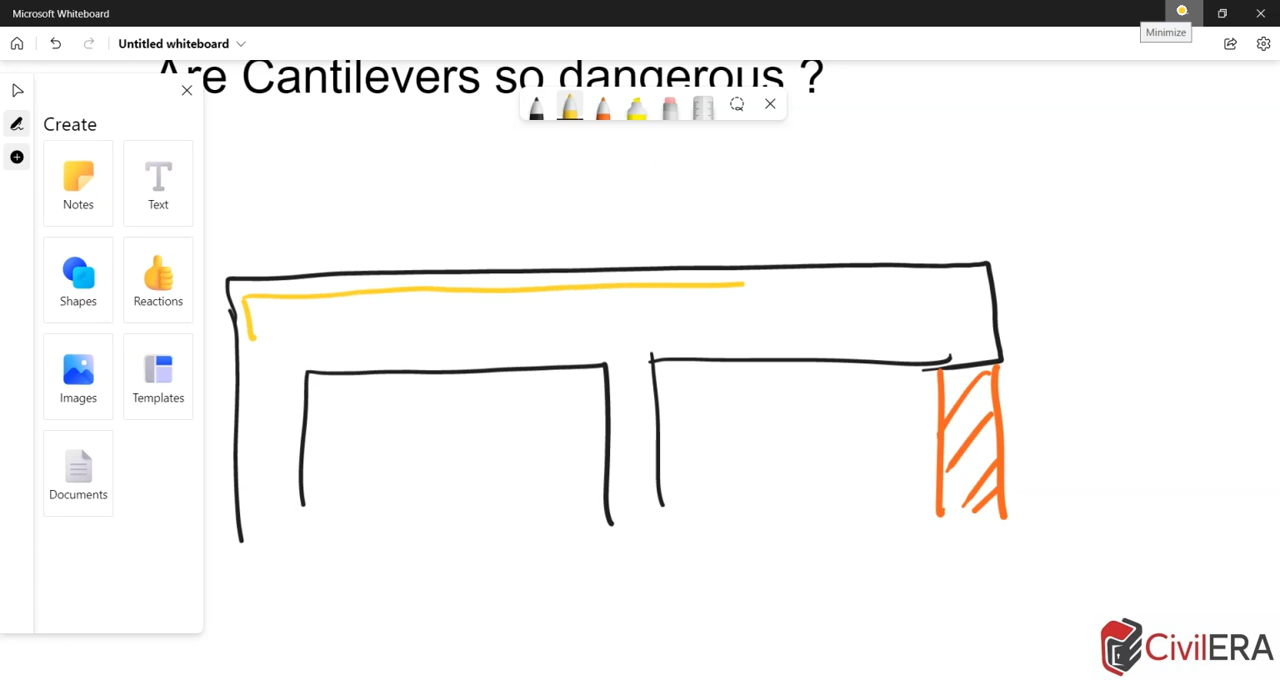 Microsoft Whiteboard
Minimize
Untitled whiteboard
Are Cantilevers so dangerous ?
Create
Notes
Text
Shapes
Reactions
Images
Templates
Documents
CivilERA